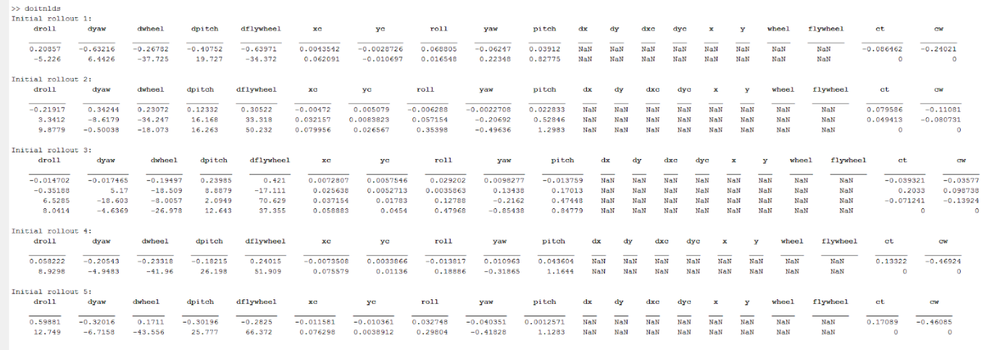 >> doitnlds
Initial rollout 1:
droll dyaw dwheel dpitch dflywheel xc yc roll yaw pitch dx dy dxc dyc x y wheel flywheel ct cw
0.20857 -0.63216 -0.26782 -0.40752 -0.63971 0.0043542 -0.0028726 0.068805 -0.06247 0.03912 NaN NaN NaN NaN NaN NaN NaN NaN -0.086462 -0.24021
-5.226 6.4426 -37.725 19.727 -34.372 0.062091 -0.010697 0.016548 0.22348 0.82775 NaN NaN NaN NaN NaN NaN NaN NaN 0 0
Initial rollout 2:
droll dyaw dwheel dpitch dflywheel xc yc roll yaw pitch dx dy dxc dyc x y wheel flywheel ct cw
-0.21917 0.34244 0.23072 0.12332 0.30522 -0.00472 0.005079 -0.006288 -0.0022708 0.022833 NaN NaN NaN NaN NaN NaN NaN NaN 0.079586 -0.11081
3.3412 -8.6179 -34.247 16.168 33.318 0.032157 0.0083823 0.057154 -0.20692 0.52846 NaN NaN NaN NaN NaN NaN NaN NaN 0.049413 -0.080731
9.8779 -0.50038 -18.073 16.263 50.232 0.079956 0.026567 0.35398 -0.49636 1.2983 NaN NaN NaN NaN NaN NaN NaN NaN 0 0
Initial rollout 3:
droll dyaw dwheel dpitch dflywheel xc yc roll yaw pitch dx dy dxc dyc x y wheel flywheel ct cw
-0.014702 -0.017465 -0.19497 0.23985 0.421 0.0072807 0.0057546 0.029202 0.0098277 -0.013759 NaN NaN NaN NaN NaN NaN NaN NaN -0.039321 -0.03577
-0.35188 5.17 -18.509 8.8879 -17.111 0.025638 0.0052713 0.0035863 0.13438 0.17013 NaN NaN NaN NaN NaN NaN NaN NaN 0.2033 0.098738
6.5285 -18.603 -8.0057 2.0949 70.629 0.037154 0.01783 0.12788 -0.2162 0.47448 NaN NaN NaN NaN NaN NaN NaN NaN -0.071241 -0.13924
8.0414 -4.6369 -26.978 12.643 37.355 0.058883 0.0454 0.47968 -0.85438 0.84779 NaN NaN NaN NaN NaN NaN NaN NaN 0 0
Initial rollout 4:
droll dyaw dwheel dpitch dflywheel xc yc roll yaw pitch dx dy dxc dyc x y wheel flywheel ct cw
0.058222 -0.20543 -0.23318 -0.18215 0.24015 -0.0073508 0.0033866 -0.013817 0.010963 0.043604 NaN NaN NaN NaN NaN NaN NaN NaN 0.13322 -0.46924
8.9298 -4.9483 -41.96 26.198 51.909 0.075579 0.01136 0.18886 -0.31865 1.1644 NaN NaN NaN NaN NaN NaN NaN NaN 0 0
Initial rollout 5:
droll dyaw dwheel dpitch dflywheel xc yc roll yaw pitch dx dy dxc dyc x y wheel flywheel ct cw
0.59881 -0.32016 0.1711 -0.30196 -0.2825 -0.011581 -0.010361 0.032748 -0.040351 0.0012571 NaN NaN NaN NaN NaN NaN NaN NaN 0.17089 -0.46085
12.749 -6.7158 -43.556 25.777 66.372 0.076298 0.0038912 0.29804 -0.41828 1.1283 NaN NaN NaN NaN NaN NaN NaN NaN 0 0